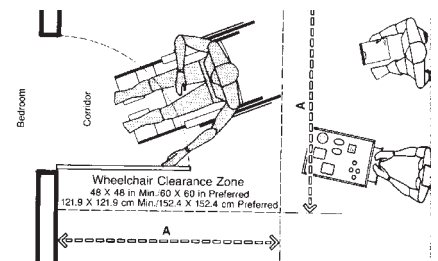 Bedroom
Corridor
A
Wheelchair Clearance Zone
48 X 48 in Min./60 X 60 in Preferred
121.9 X 121.9 cm Min./152.4 X 152.4 cm Preferred
A